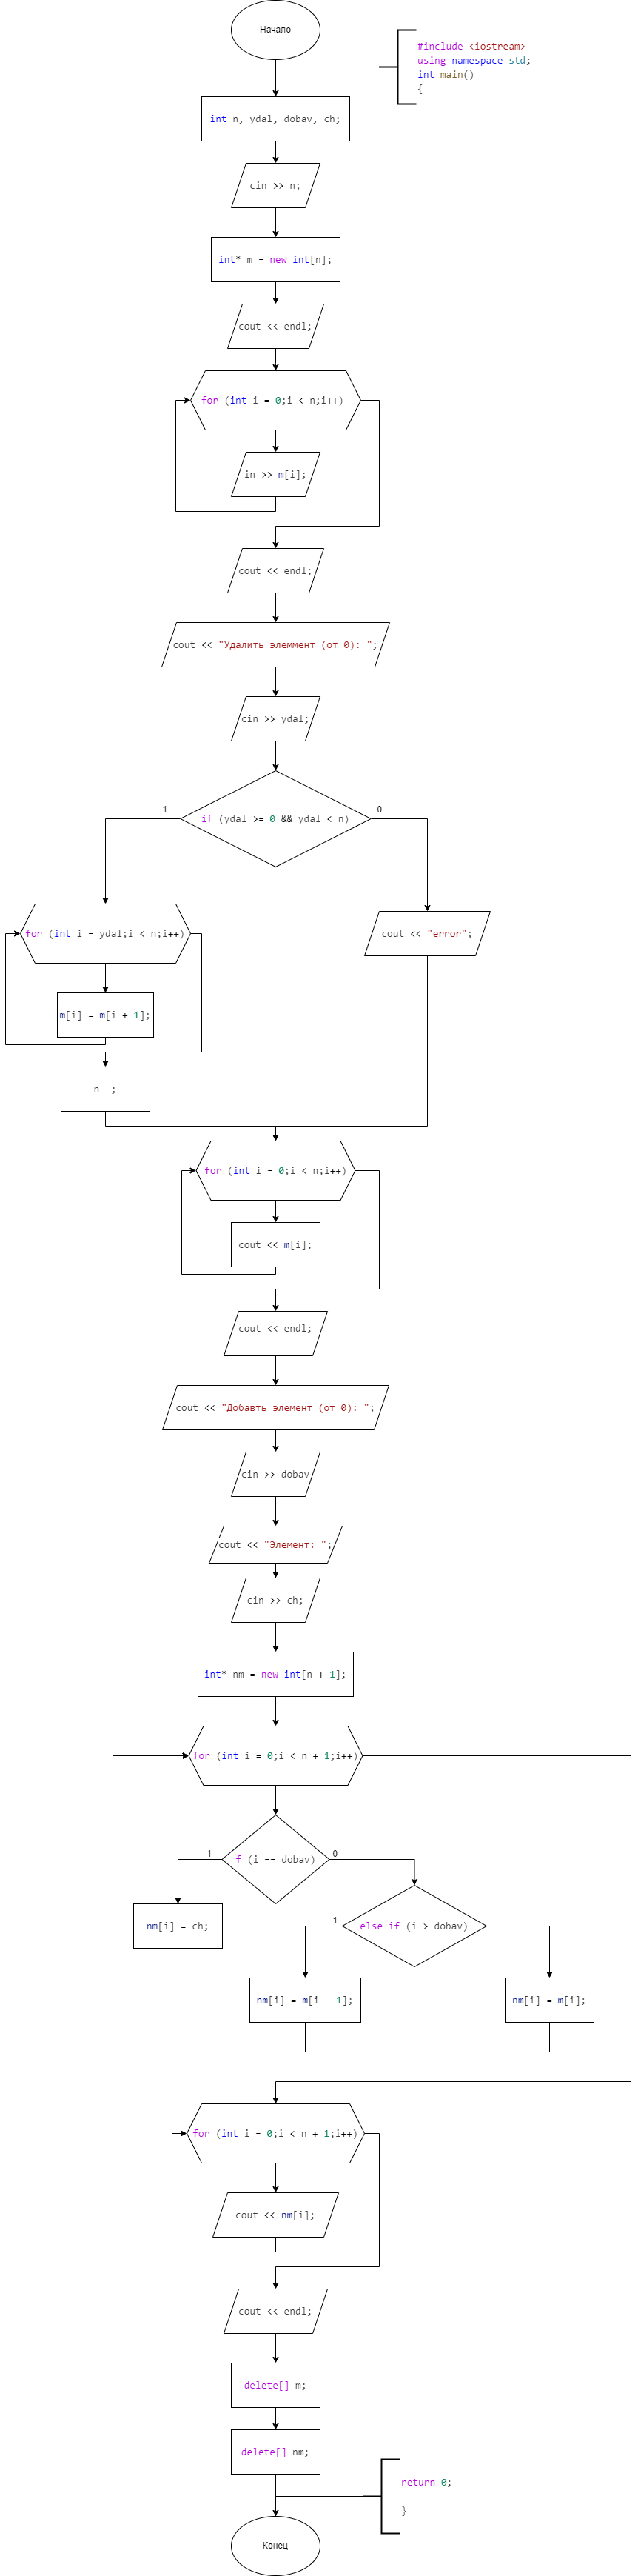 Начало
#include <iostream>
using namespace std;
int main()
{
int n, ydal, dobav, ch;
cin >> n;
int* m = new int[n];
cout << endl;
for (int i = 0;i < n;i++)
in >> m[i];
cout << endl;
cout << "Удалить элеммент (от 0): ";
cin >> ydal;
if (ydal >= 0 && ydal < n)
1
0
for (int i = ydal;i < n;i++)
cout << "error";
m[i] = m[i + 1];
n--;
for (int i = 0;i < n;i++)
cout << m[i];
cout << endl;
cout << "Добавть элемент (от 0): ";
cin >> dobav
cout << "Элемент: ";
cin >> ch;
int* nm = new int[n + 1];
for (int i = 0;i < n + 1;i++)
f (i == dobav)
1
0
nm[i] = ch;
else if (i > dobav)
1
nm[i] = m[i - 1];
nm[i] = m[i];
for (int i = 0;i < n + 1;i++)
cout << nm[i];
cout << endl;
delete[] m;
delete[] nm;
return 0;
}
Конец